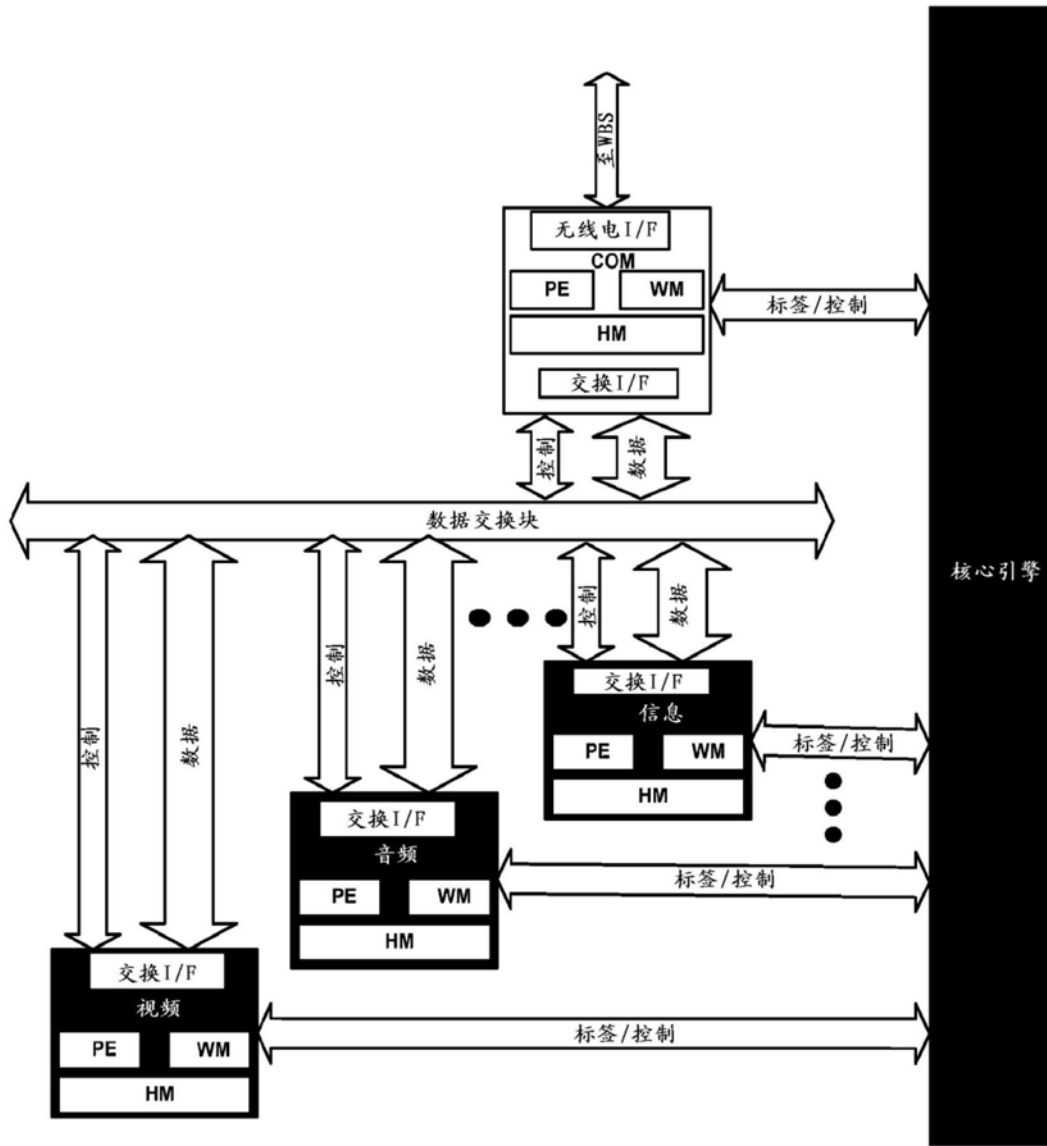 至WBS
无线电I/F
COM
PE
WM
HM
交换I/F
标签/控制
控制
数据
数据交换块
核心引擎
控制
数据
控制
数据
控制
数据
交换I/F
信息
PE
WM
HM
标签/控制
交换I/F
音频
PE
WM
HM
标签/控制
交换I/F
视频
PE
WM
HM
标签/控制